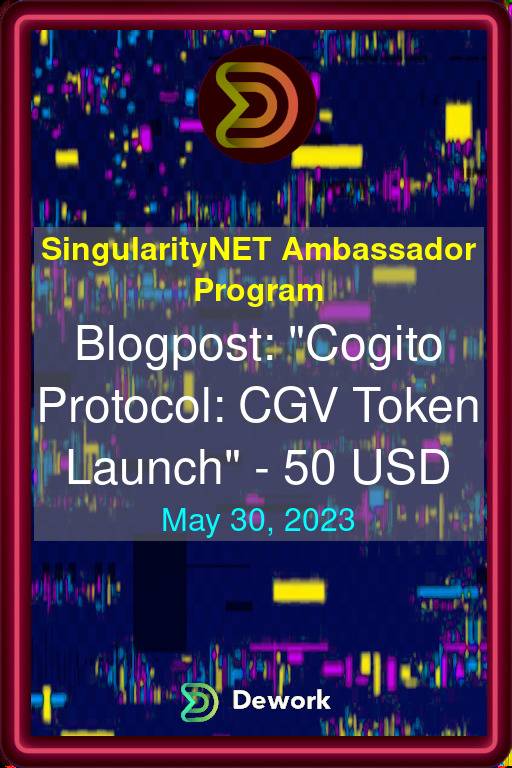 SingularityNET Ambassador
Program
Blogpost: "Cogito
Protocol: CGV Token
Launch" - 50 USD
May 30, 2023
Dework